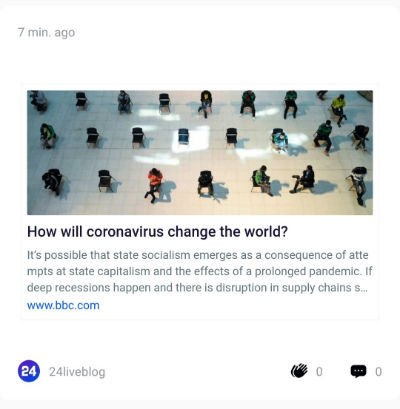 7 min. ago
How will coronavirus change the world?
It's possible that state socialism emerges as a consequence of atte
mpts at state capitalism and the effects of a prolonged pandemic. If
deep recessions happen and there is disruption in supply chains s...
www.bbc.com
24 24liveblog 0 0